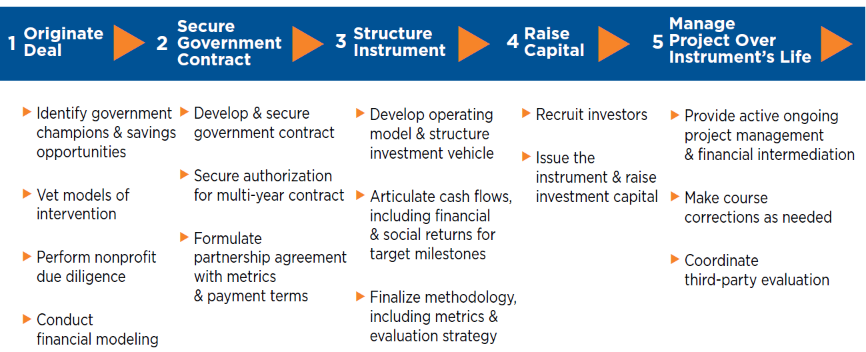 1 Originate
Deal
2 Secure
Government
Contract
3 Structure
Instrument
4 Raise
Capital
5 Manage
Project Over
Instrument's Life
Identify government
champions & savings
opportunities
Vet models of
intervention
Perform nonprofit
due diligence
Conduct
financial modeling
Develop & secure
government contract
Secure authorization
for multi-year contract
Formulate
partnership agreement
with metrics
& payment terms
Develop operating
model & structure
investment vehicle
Articulate cash flows,
including financial
& social returns for
target milestones
Finalize methodology,
including metrics &
evaluation strategy
Recruit investors
Issue the
instrument & raise
investment capital
Provide active ongoing
project management
& financial intermediation
Make course
corrections as needed
Coordinate
third-party evaluation